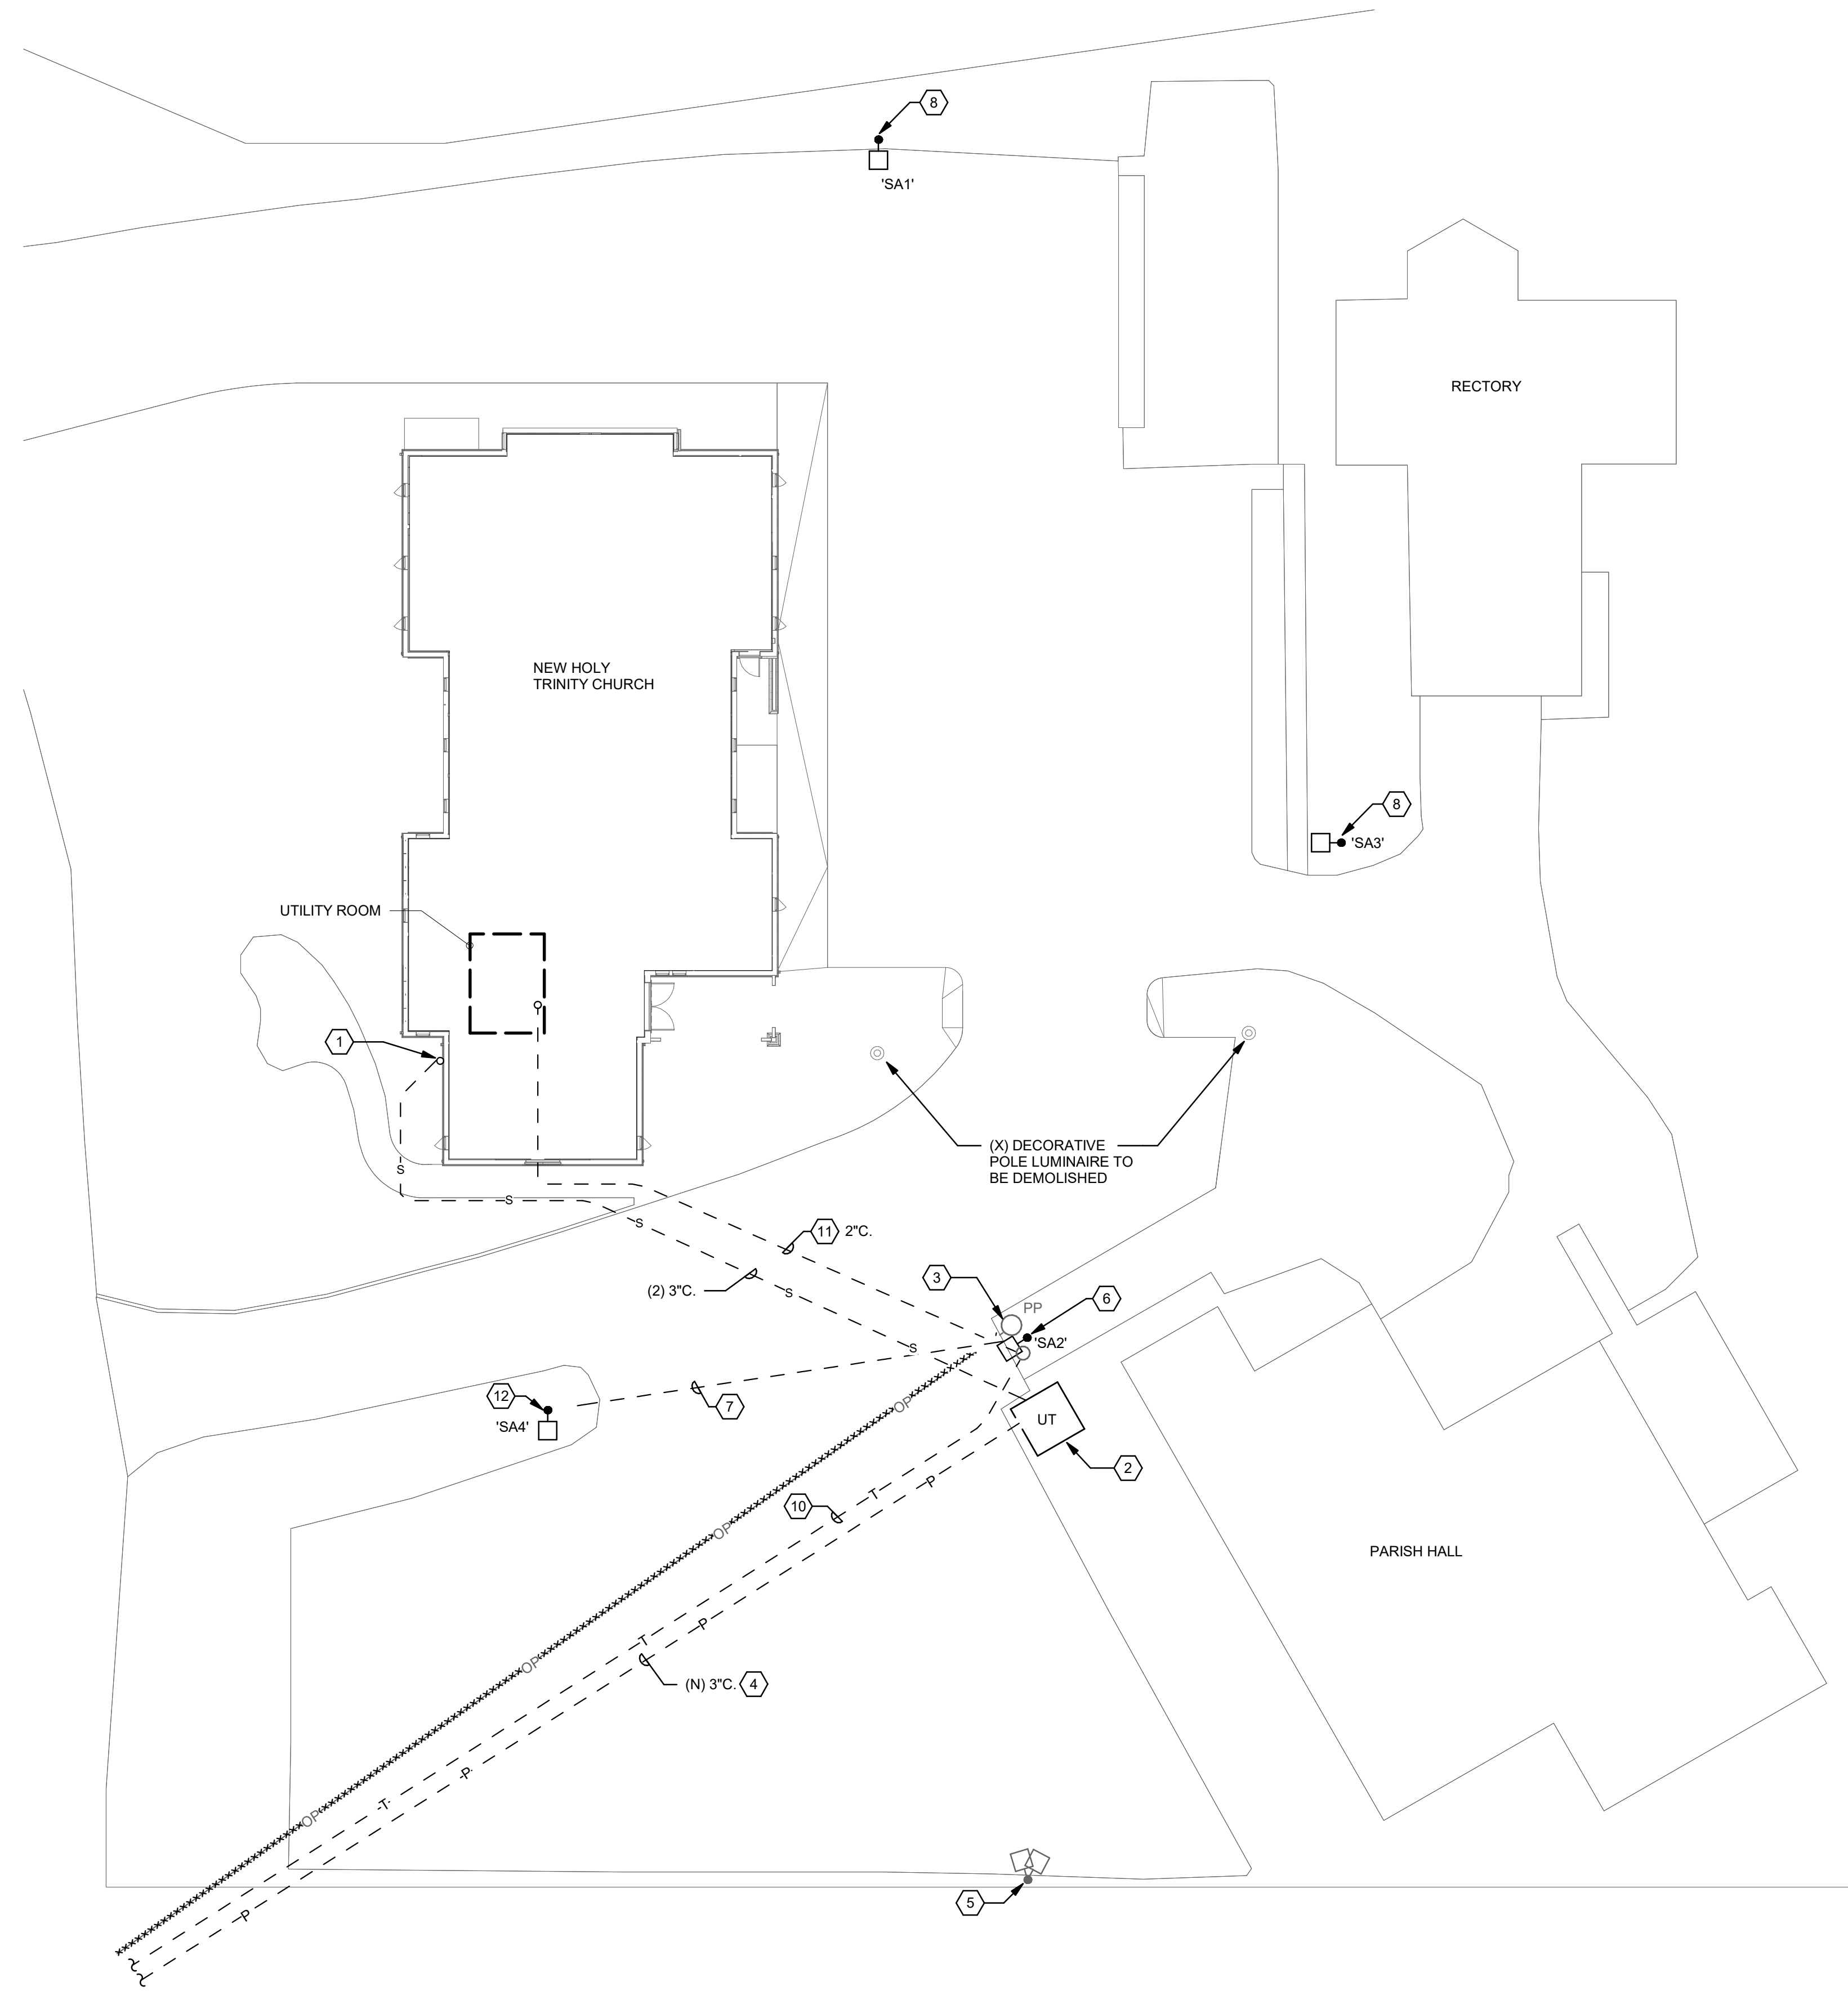 8
'SA1'
RECTORY
NEW HOLY
TRINITY CHURCH
8
'SA3'
UTILITY ROOM
1
(X) DECORATIVE
POLE LUMINAIRE TO
BE DEMOLISHED
S
S
S
11 2"C.
(2) 3"C.
S
3
PP
6
'SA2'
S
12
'SA4'
7
OP
UT
2
T
P
10
OP
PARISH HALL
T
P
OP
(N) 3"C. 4
P
T
OP
5
P